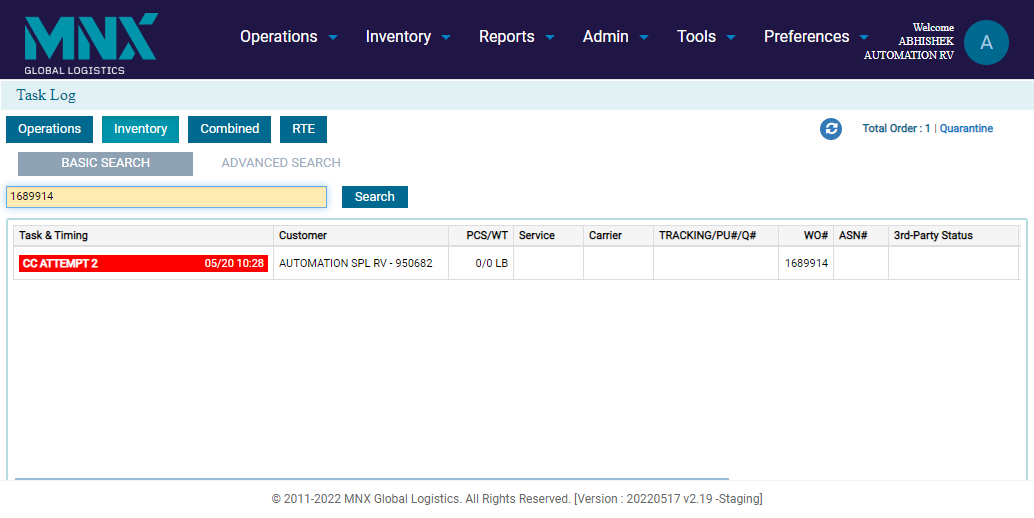 MNX
GLOBAL LOGISTICS
Operations Inventory Reports Admin Tools Preferences
Welcome
ABHISHEK
AUTOMATION RV
A
Task Log
Operations Inventory Combined RTE
Total Order : 1 | Quarantine
BASIC SEARCH ADVANCED SEARCH
1689914 Search
Task & Timing Customer PCS/WT Service Carrier TRACKING/PU#/Q# WO# ASN# 3rd-Party Status
CC ATTEMPT 2 05/20 10:28 AUTOMATION SPL RV - 950682 0/0 LB 1689914
© 2011-2022 MNX Global Logistics. All Rights Reserved. [Version : 20220517 v2.19 -Staging]